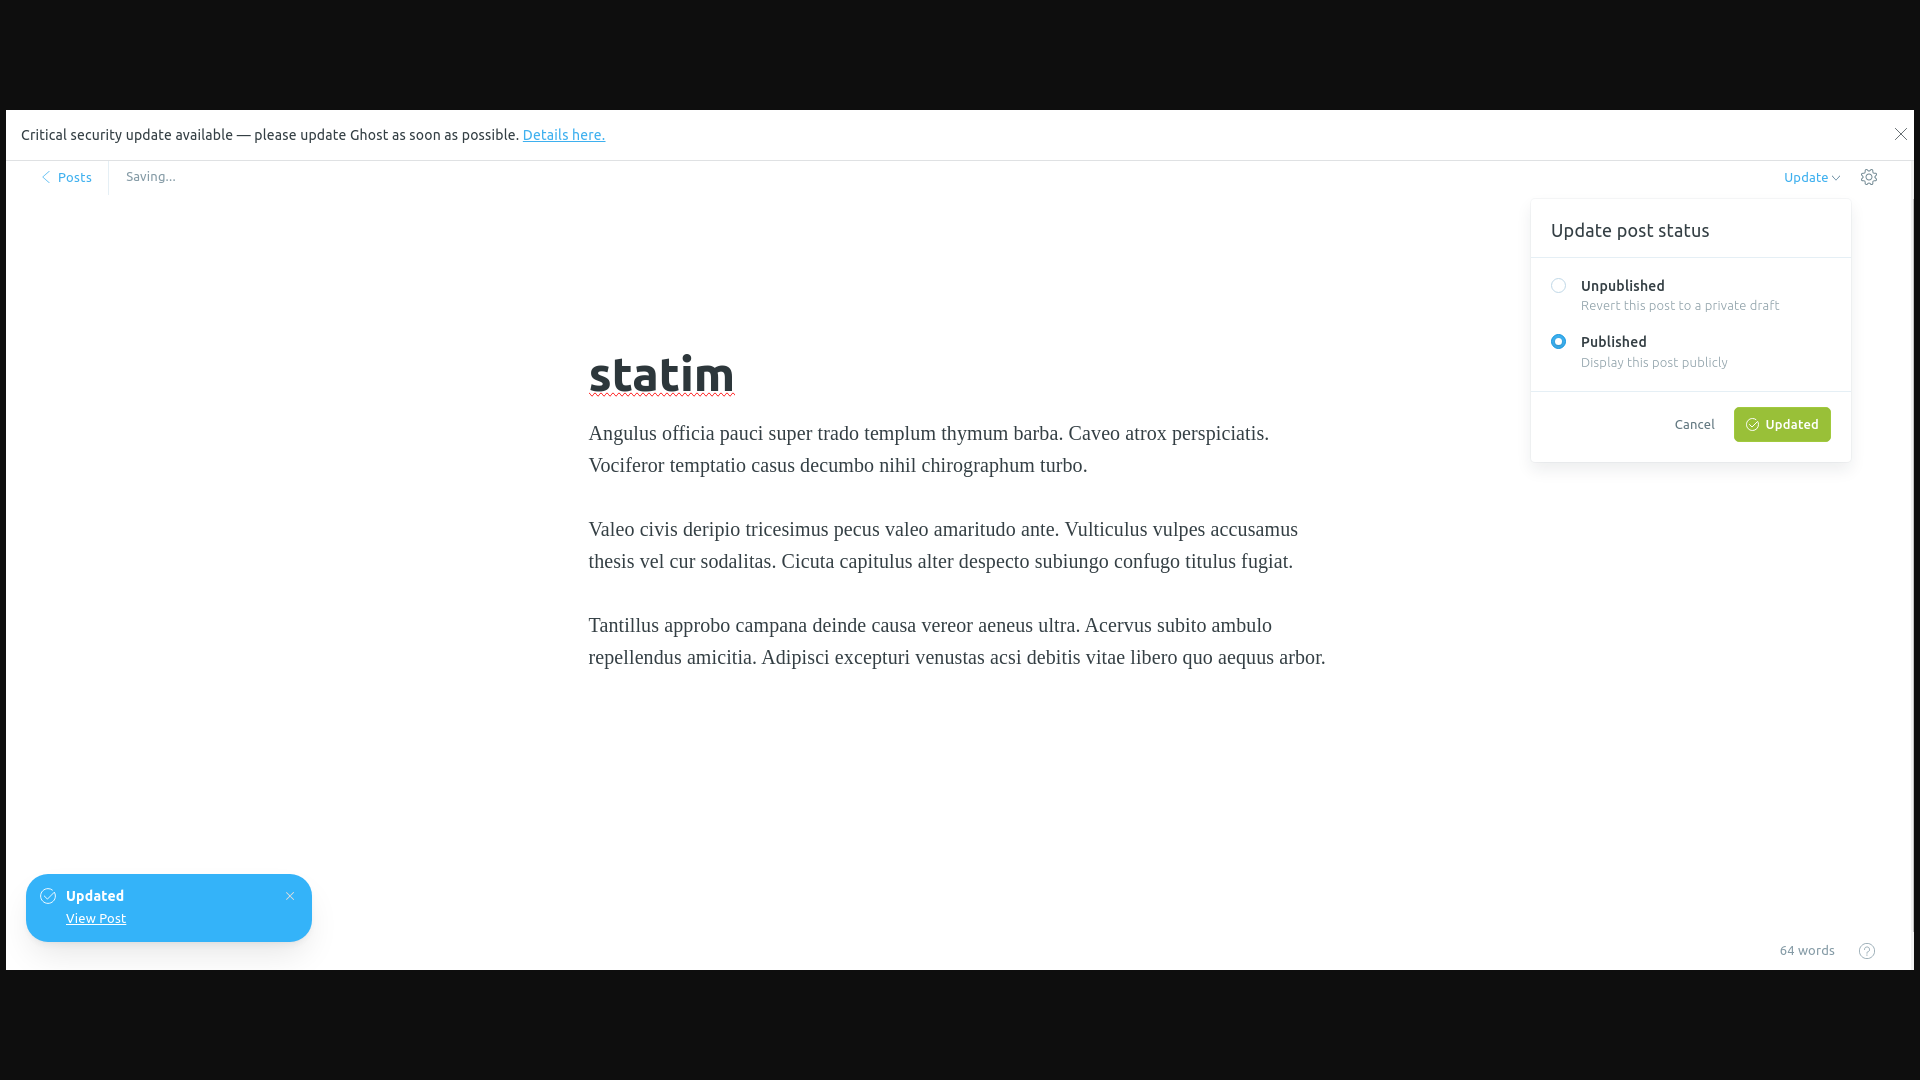 Critical security update available — please update Ghost as soon as possible. Details here.
Posts
Saving...
Update
Update post status
Unpublished
Revert this post to a private draft
Published
Display this post publicly
Cancel
Updated
statim
Angulus officia pauci super trado templum thymum barba. Caveo atrox perspiciatis.
Vociferor temptatio casus decumbo nihil chirographum turbo.
Valeo civis deripio tricesimus pecus valeo amaritudo ante. Vulticulus vulpes accusamus
thesis vel cur sodalitas. Cicuta capitulus alter despecto subiungo confugo titulus fugiat.
Tantillus approbo campana deinde causa vereor aeneus ultra. Acervus subito ambulo
repellendus amicitia. Adipisci excepturi venustas acsi debitis vitae libero quo aequus arbor.
Updated
View Post
64 words